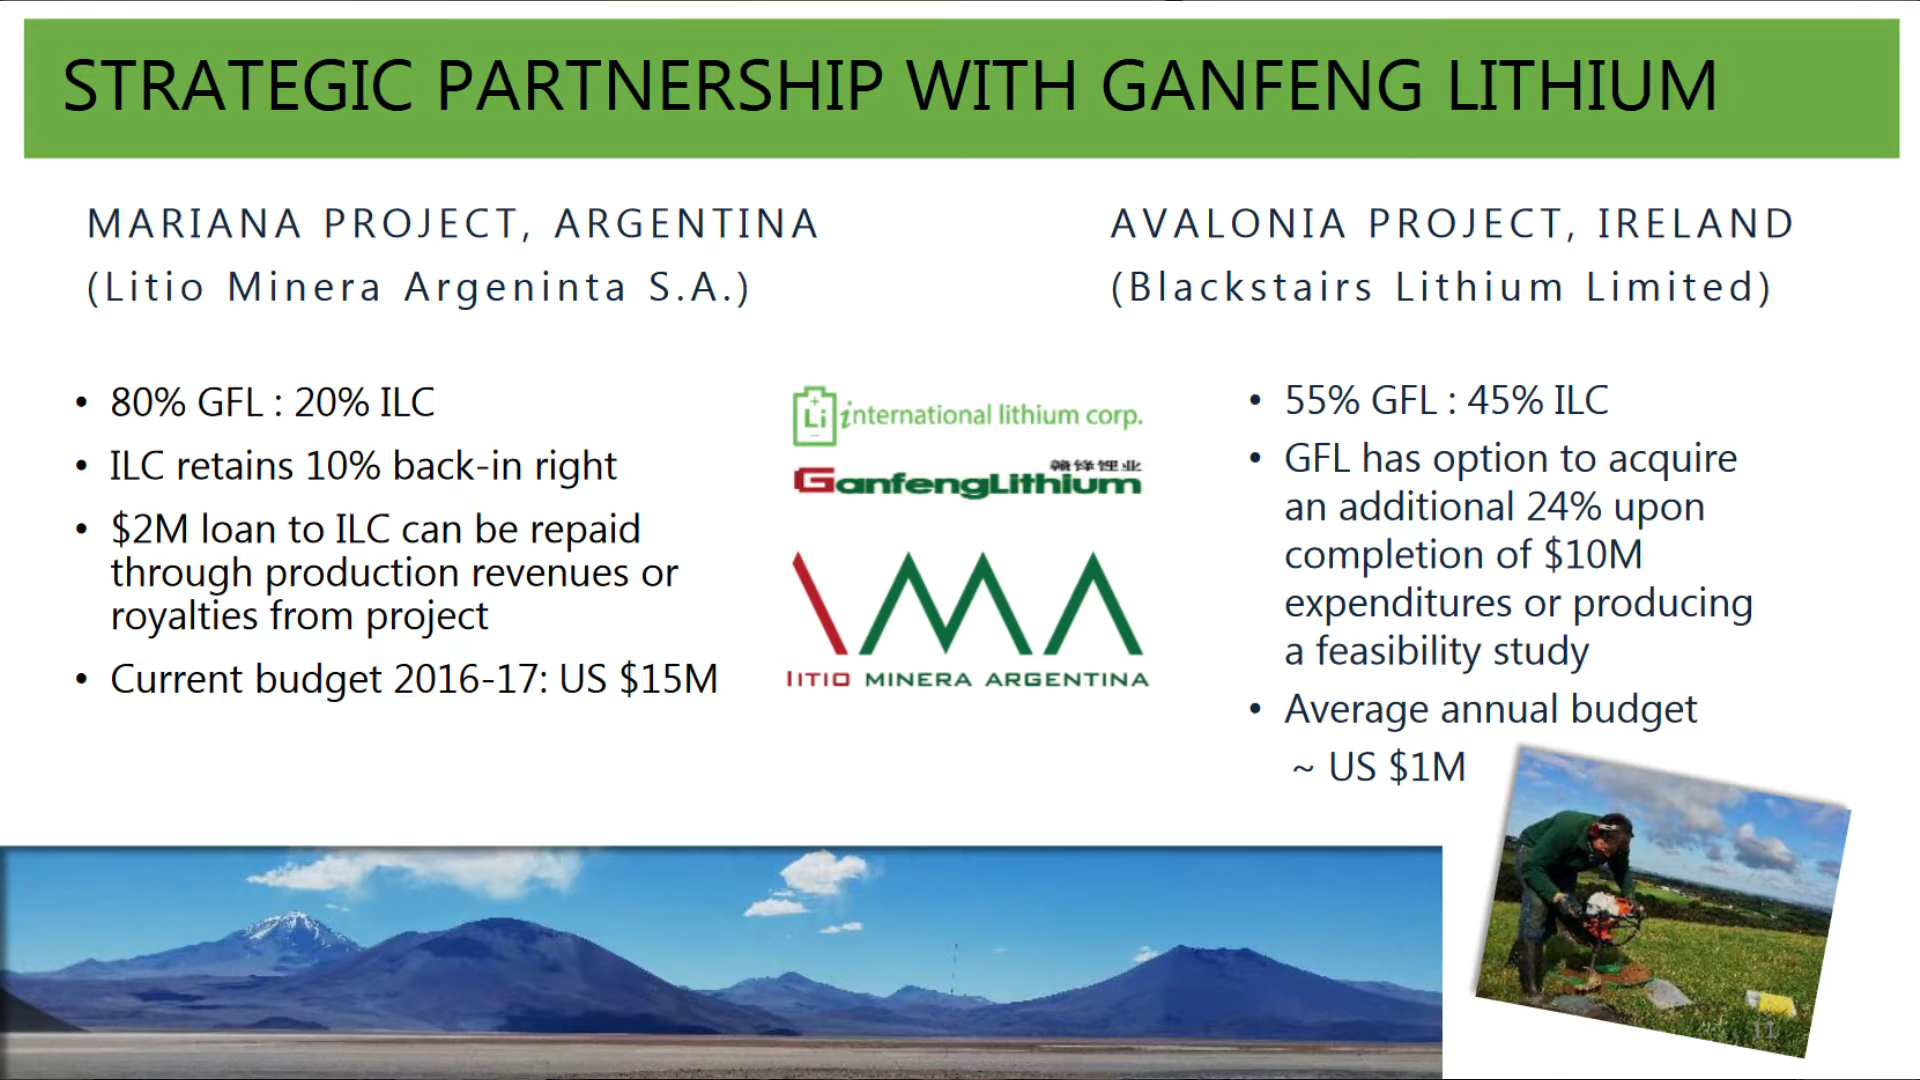 STRATEGIC PARTNERSHIP WITH GANFENG LITHIUM
MARIANA PROJECT, ARGENTINA
(Litio Minera Argeninta S.A.)
• 80% GFL : 20% ILC
• ILC retains 10% back-in right
• $2M loan to ILC can be repaid
through production revenues or
royalties from project
• Current budget 2016-17: US $15M
+
Li
international lithium corp.
赣锋锂业
GanfengLithium
LMA
lITIO MINERA ARGENTINA
AVALONIA PROJECT, IRELAND
(Blackstairs Lithium Limited)
• 55% GFL : 45% ILC
• GFL has option to acquire
an additional 24% upon
completion of $10M
expenditures or producing
a feasibility study
• Average annual budget
~ US $1M
11